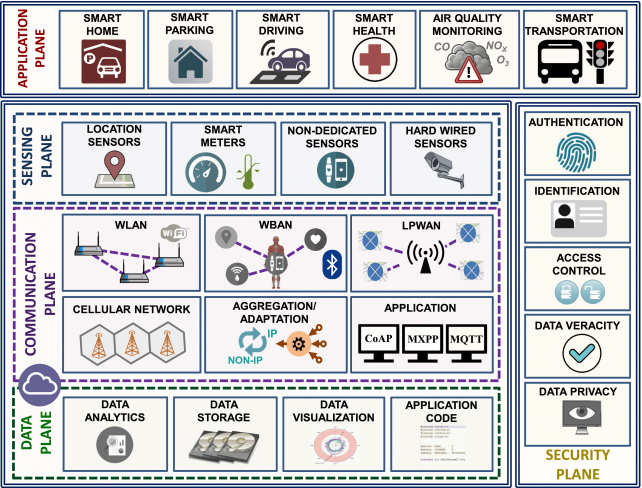 APPLICATION
PLANE
SMART
HOME
P
SMART
PARKING
SMART
DRIVING
SMART
HEALTH
AIR QUALITY
MONITORING
CO
NOX
O3
SMART
TRANSPORTATION
SENSING
PLANE
LOCATION
SENSORS
SMART
METERS
NON-DEDICATED
SENSORS
HARD WIRED
SENSORS
COMMUNICATION
PLANE
WLAN
WiFi
WBAN
LPWAN
CELLULAR NETWORK
AGGREGATION/
ADAPTATION
IP
NON-IP
APPLICATION
CoAP
MXPP
MQTT
DATA
PLANE
DATA
ANALYTICS
DATA
STORAGE
DATA
VISUALIZATION
APPLICATION
CODE
AUTHENTICATION
IDENTIFICATION
ACCESS
CONTROL
DATA VERACITY
DATA PRIVACY
SECURITY
PLANE